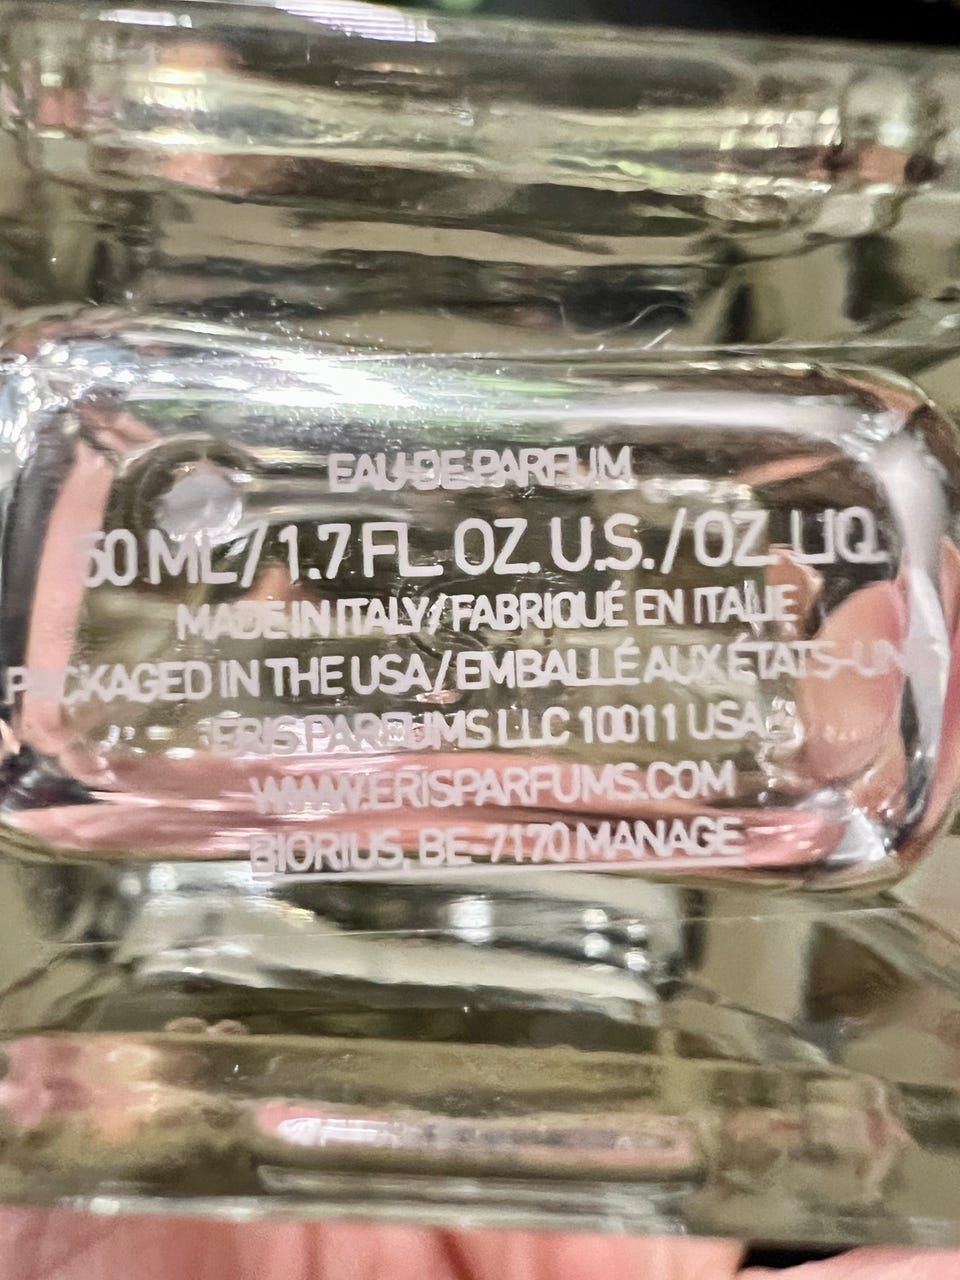 EAU DE PARFUM
50 ML / 1.7 FL. OZ. U.S. / OZ. LIQ.
MADE IN ITALY / FABRIQUÉ EN ITALIE
PACKAGED IN THE USA / EMBALLÉ AUX ÉTATS-UNIS
ERIS PARFUMS LLC 10011 USA
WWW.ERISPARFUMS.COM
BIORIUS, BE-7170 MANAGE